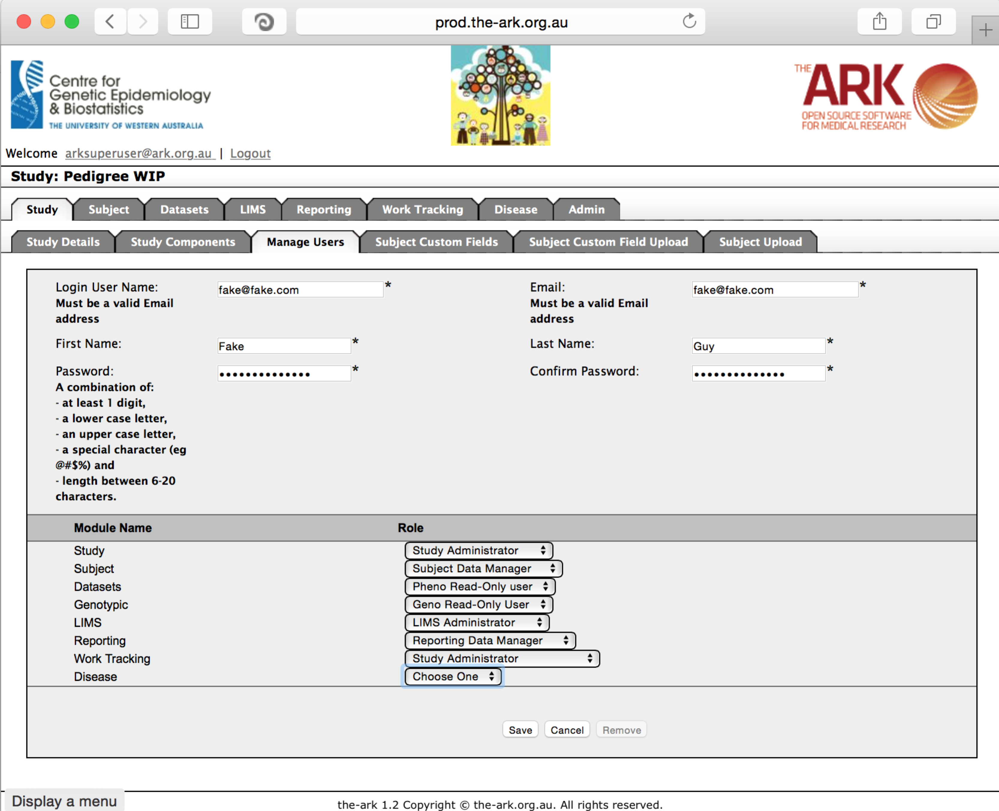 prod.the-ark.org.au
Centre for
Genetic Epidemiology
& Biostatistics
THE UNIVERSITY OF WESTERN AUSTRALIA
THE ARK
OPEN SOURCE SOFTWARE
FOR MEDICAL RESEARCH
Welcome arksuperuser@ark.org.au | Logout
Study: Pedigree WIP
Study Subject Datasets LIMS Reporting Work Tracking Disease Admin
Study Details Study Components Manage Users Subject Custom Fields Subject Custom Field Upload Subject Upload
Login User Name: fake@fake.com * Email: fake@fake.com *
Must be a valid Email Must be a valid Email
address address
First Name: Fake * Last Name: Guy *
Password: •••••••••••••• * Confirm Password: •••••••••••••• *
A combination of:
- at least 1 digit,
- a lower case letter,
- an upper case letter,
- a special character (eg
@#$%) and
- length between 6-20
characters.
Module Name Role
Study Study Administrator
Subject Subject Data Manager
Datasets Pheno Read-Only user
Genotypic Geno Read-Only User
LIMS LIMS Administrator
Reporting Reporting Data Manager
Work Tracking Study Administrator
Disease Choose One
Save Cancel Remove
Display a menu
the-ark 1.2 Copyright © the-ark.org.au. All rights reserved.